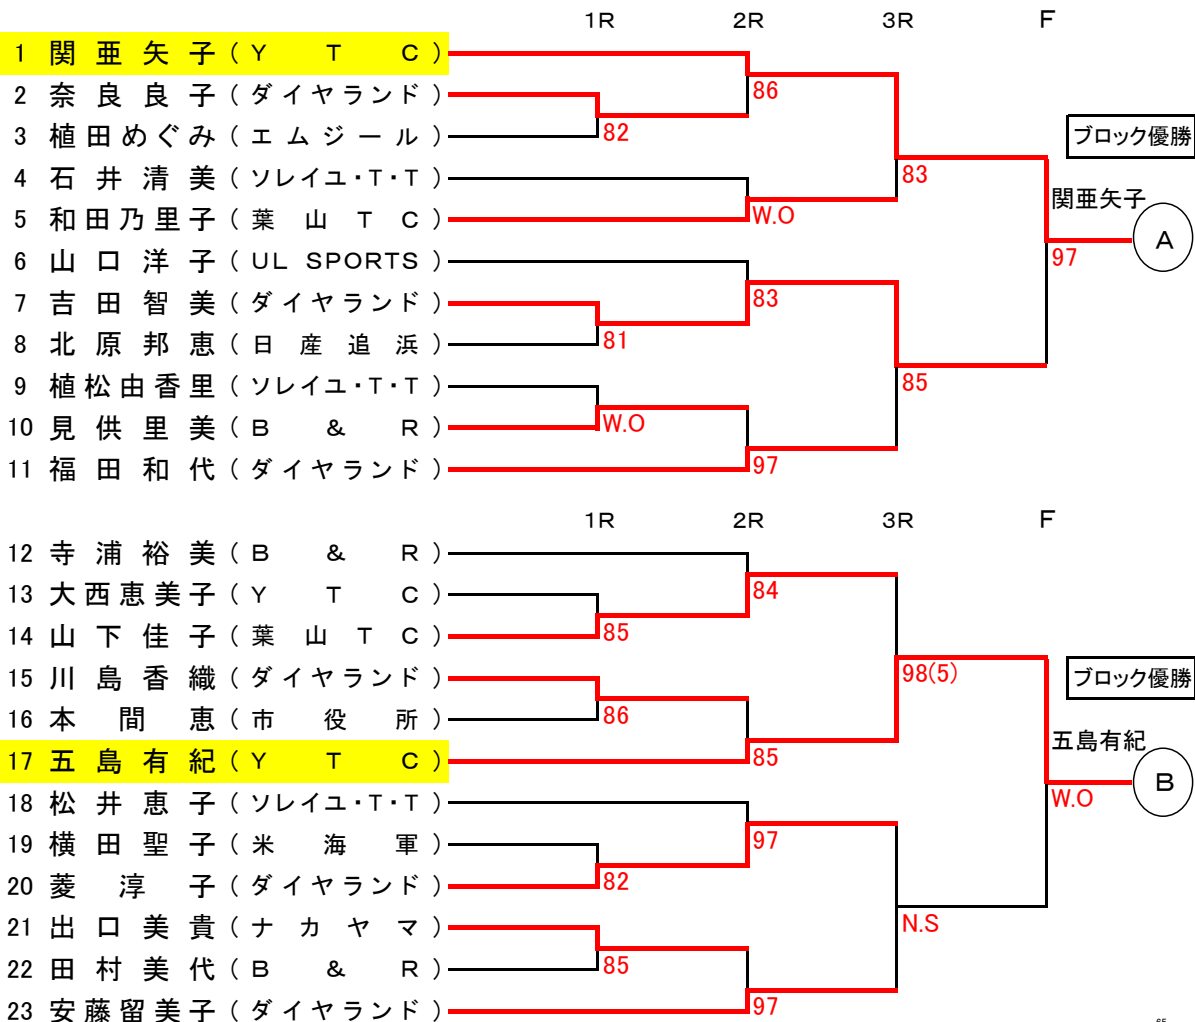 1R 2R 3R F
1 関亜矢子(Y T C)
2 奈良良子(ダイヤランド)
86
3 植田めぐみ(エムジール)
82
ブロック優勝
4 石井清美(ソレイユ・T・T)
83
関亜矢子
5 和田乃里子(葉山TC)
W.O
A
6 山口洋子(UL SPORTS)
97
7 吉田智美(ダイヤランド)
83
8 北原邦恵(日産追浜)
81
9 植松由香里(ソレイユ・T・T)
85
10 見供里美(B & R)
W.O
11 福田和代(ダイヤランド)
97
1R 2R 3R F
12 寺浦裕美(B & R)
13 大西恵美子(Y T C)
84
14 山下佳子(葉山TC)
85
15 川島香織(ダイヤランド)
98(5)
ブロック優勝
16 本間恵(市役所)
86
五島有紀
17 五島有紀(Y T C)
85
B
18 松井恵子(ソレイユ・T・T)
W.O
19 横田聖子(米海軍)
97
20 菱淳子(ダイヤランド)
82
21 出口美貴(ナカヤマ)
N.S
22 田村美代(B & R)
85
23 安藤留美子(ダイヤランド)
97
65